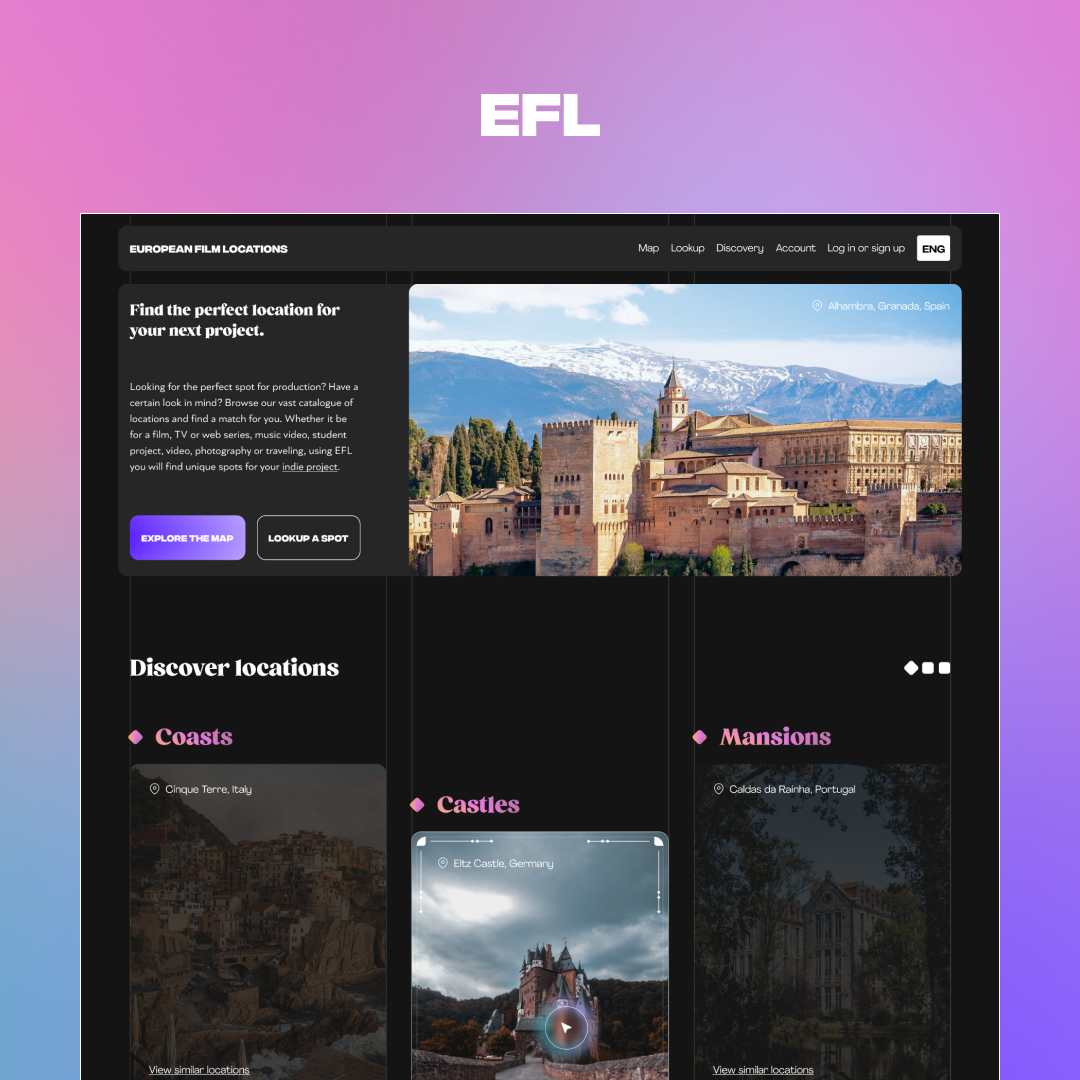 EFL
EUROPEAN FILM LOCATIONS
Map Lookup Discovery Account Log in or sign up ENG
Find the perfect location for
your next project.
Alhambra, Granada, Spain
Looking for the perfect spot for production? Have a
certain look in mind? Browse our vast catalogue of
locations and find a match for you. Whether it be
for a film, TV or web series, music video, student
project, video, photography or traveling, using EFL
you will find unique spots for your indie project.
EXPLORE THE MAP
LOOKUP A SPOT
Discover locations
Coasts
Cinque Terre, Italy
View similar locations
Castles
Eltz Castle, Germany
Mansions
Caldas da Rainha, Portugal
View similar locations